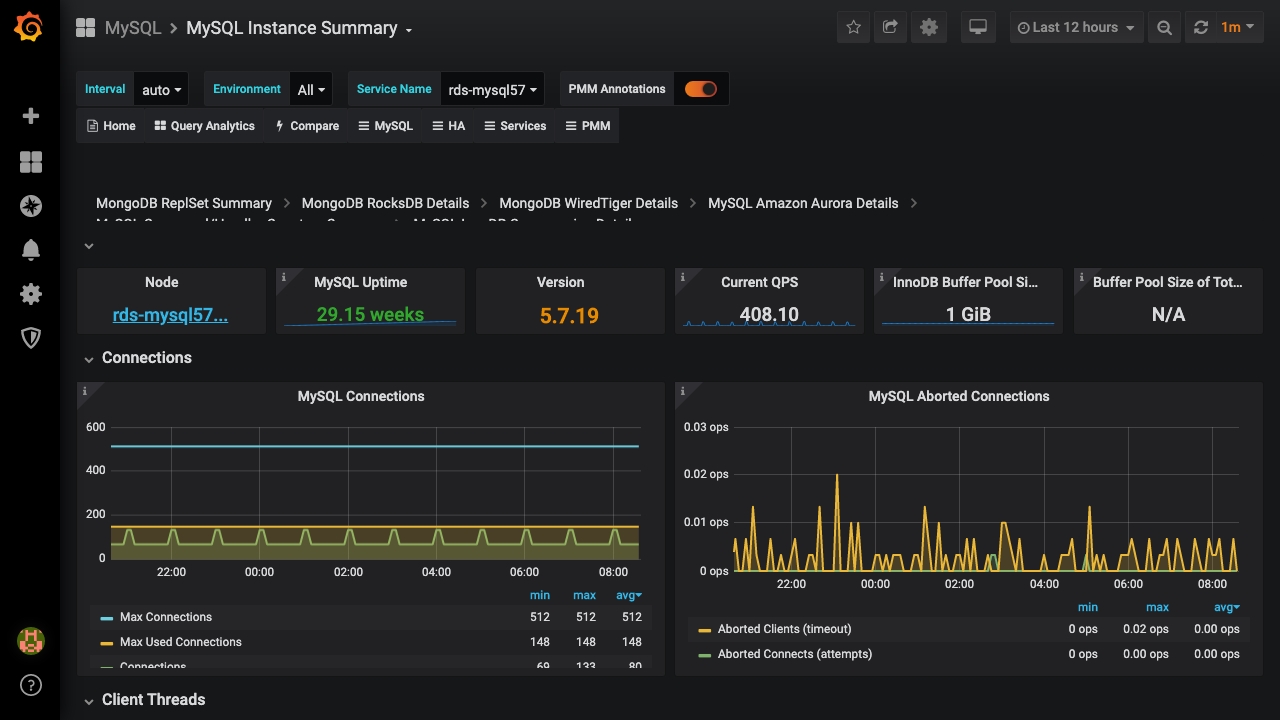 MySQL > MySQL Instance Summary
Last 12 hours 1m
Interval auto Environment All Service Name rds-mysql57 PMM Annotations
Home Query Analytics Compare MySQL HA Services PMM
MongoDB ReplSet Summary MongoDB RocksDB Details MongoDB WiredTiger Details MySQL Amazon Aurora Details
Node MySQL Uptime Version Current QPS InnoDB Buffer Pool Si... Buffer Pool Size of Tot...
rds-mysql57... 29.15 weeks 5.7.19 408.10 1 GiB N/A
Connections
MySQL Connections
600
400
200
0
22:00 00:00 02:00 04:00 06:00 08:00
min max avg
Max Connections 512 512 512
Max Used Connections 148 148 148
Connections 69 133 80
MySQL Aborted Connections
0.03 ops
0.02 ops
0.01 ops
0 ops
22:00 00:00 02:00 04:00 06:00 08:00
min max avg
Aborted Clients (timeout) 0 ops 0.02 ops 0.00 ops
Aborted Connects (attempts) 0 ops 0.00 ops 0.00 ops
Client Threads